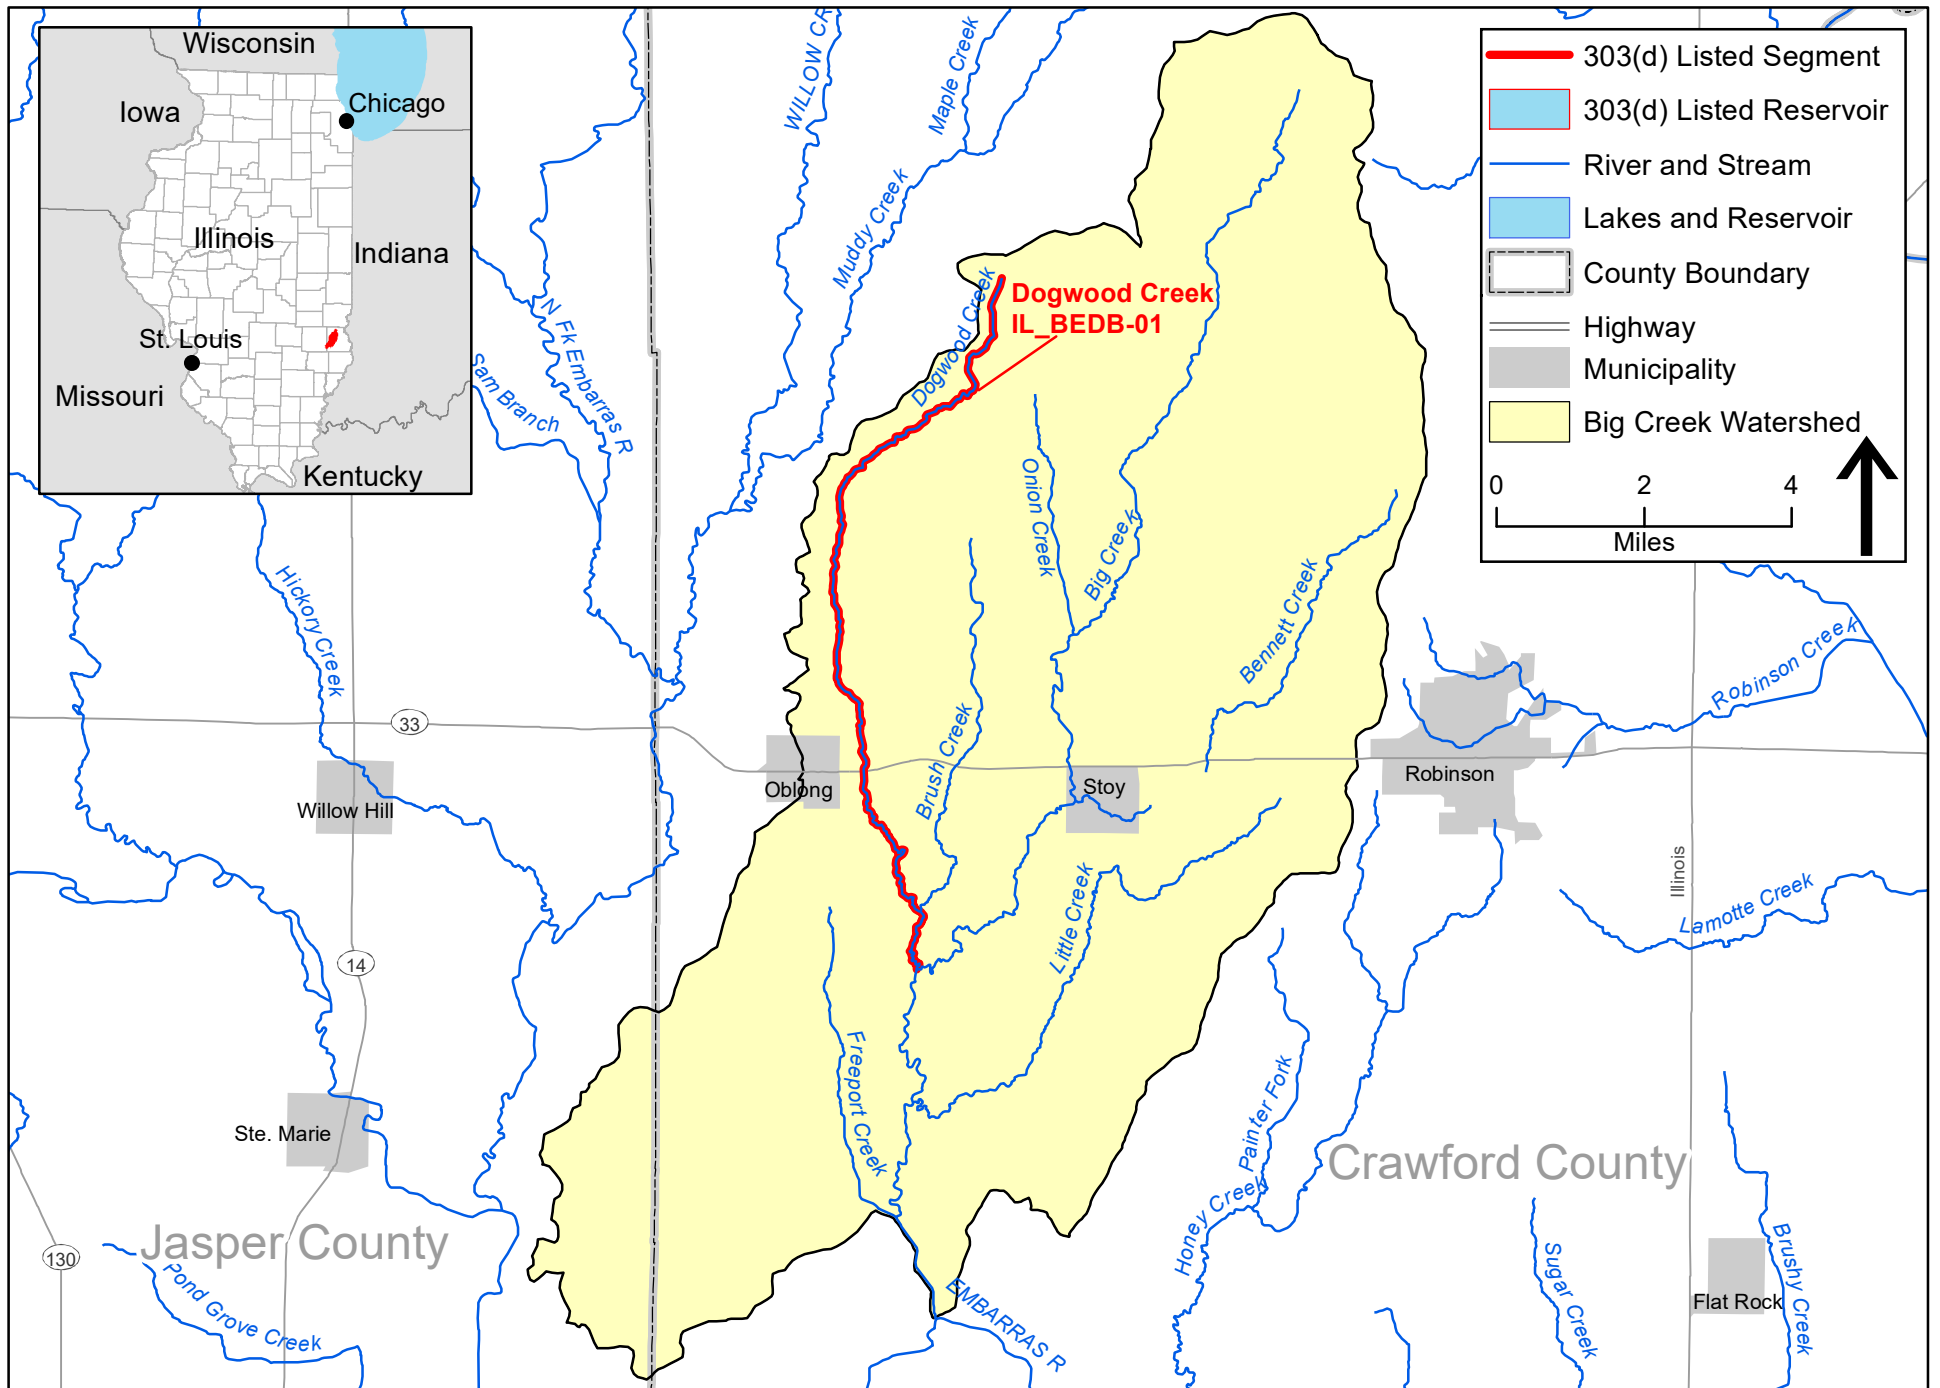 Wisconsin
Iowa
Chicago
Illinois
Indiana
St. Louis
Missouri
Kentucky
303(d) Listed Segment
303(d) Listed Reservoir
River and Stream
Lakes and Reservoir
County Boundary
Highway
Municipality
Big Creek Watershed
0 2 4
Miles
WILLOW CR
Maple Creek
Muddy Creek
N Fk Embarras R
Sam Branch
Dogwood Creek
Dogwood Creek
IL_BEDB-01
Onion Creek
Big Creek
Bennett Creek
Hickory Creek
Brush Creek
Robinson Creek
33
Oblong
Stoy
Robinson
Willow Hill
Illinois
Little Creek
Lamotte Creek
14
Freeport Creek
Painter Fork
Ste. Marie
Crawford County
Honey Creek
Jasper County
130
Pond Grove Creek
EMBARRAS R
Sugar Creek
Flat Rock
Brushy Creek